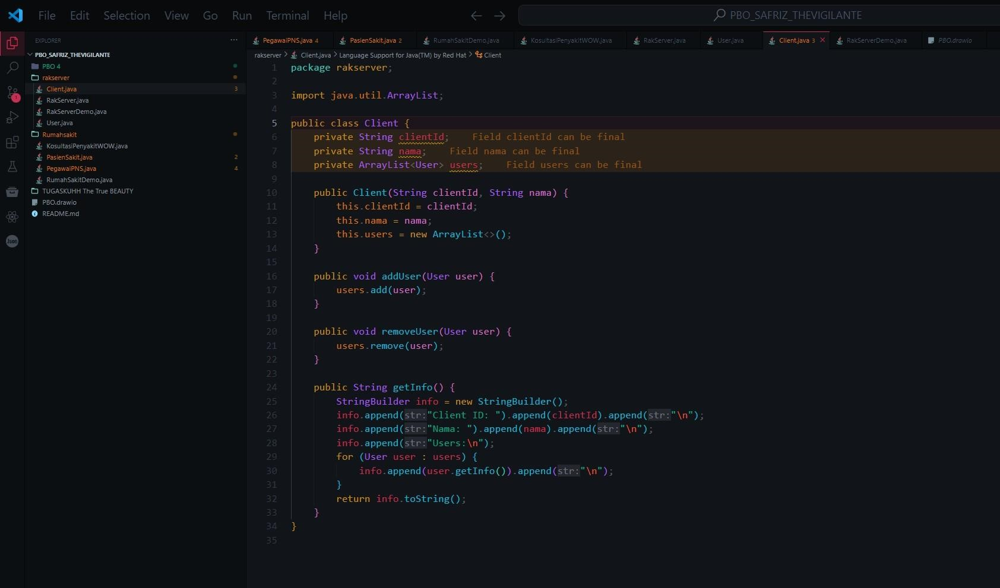 File Edit Selection View Go Run Terminal Help PBO_SAFRIZ_THEVIGILANTE
EXPLORER ...
PBO_SAFRIZ_THEVIGILANTE
PBO 4
rakserver
Client.java 3
RakServer.java
RakServerDemo.java
User.java
Rumahsakit
KosultasiPenyakitWOW.java
PasienSakit.java 2
PegawaiPNS.java 4
RumahSakitDemo.java
TUGASKUHH The True BEAUTY
PBO.drawio
README.md
1
Json
PegawaiPNS.java 4 PasienSakit.java 2 RumahSakitDemo.java KosultasiPenyakitWOW.java RakServer.java User.java Client.java 3 RakServerDemo.java PBO.drawio
rakserver > Client.java > Language Support for Java(TM) by Red Hat > Client
1 package rakserver;
2
3 import java.util.ArrayList;
4
5 public class Client {
6 private String clientId; Field clientId can be final
7 private String nama; Field nama can be final
8 private ArrayList<User> users; Field users can be final
9
10 public Client(String clientId, String nama) {
11 this.clientId = clientId;
12 this.nama = nama;
13 this.users = new ArrayList<>();
14 }
15
16 public void addUser(User user) {
17 users.add(user);
18 }
19
20 public void removeUser(User user) {
21 users.remove(user);
22 }
23
24 public String getInfo() {
25 StringBuilder info = new StringBuilder();
26 info.append(str:"Client ID: ").append(clientId).append(str:"\n");
27 info.append(str:"Nama: ").append(nama).append(str:"\n");
28 info.append(str:"Users:\n");
29 for (User user : users) {
30 info.append(user.getInfo()).append(str:"\n");
31 }
32 return info.toString();
33 }
34 }
35